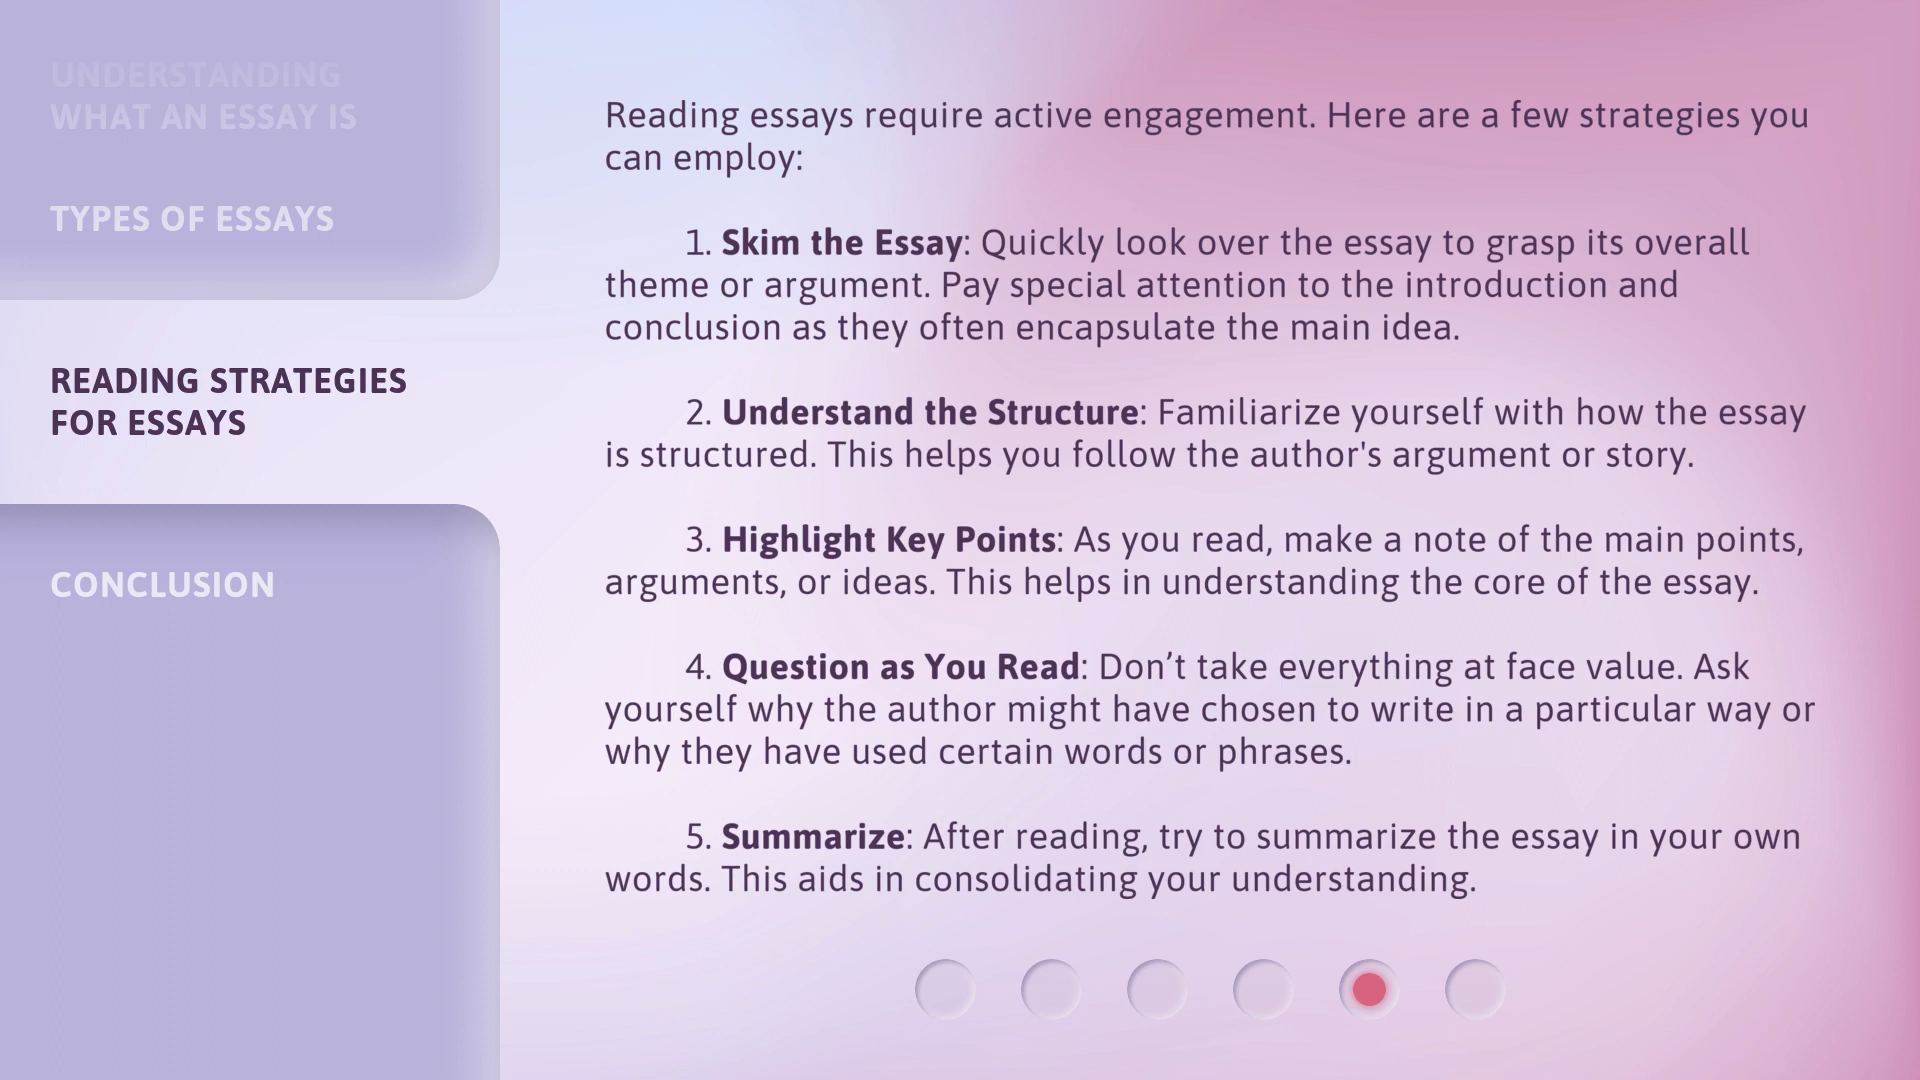 UNDERSTANDING
WHAT AN ESSAY IS
TYPES OF ESSAYS
READING STRATEGIES
FOR ESSAYS
CONCLUSION
Reading essays require active engagement. Here are a few strategies you
can employ:
1. Skim the Essay: Quickly look over the essay to grasp its overall
theme or argument. Pay special attention to the introduction and
conclusion as they often encapsulate the main idea.
2. Understand the Structure: Familiarize yourself with how the essay
is structured. This helps you follow the author's argument or story.
3. Highlight Key Points: As you read, make a note of the main points,
arguments, or ideas. This helps in understanding the core of the essay.
4. Question as You Read: Don’t take everything at face value. Ask
yourself why the author might have chosen to write in a particular way or
why they have used certain words or phrases.
5. Summarize: After reading, try to summarize the essay in your own
words. This aids in consolidating your understanding.